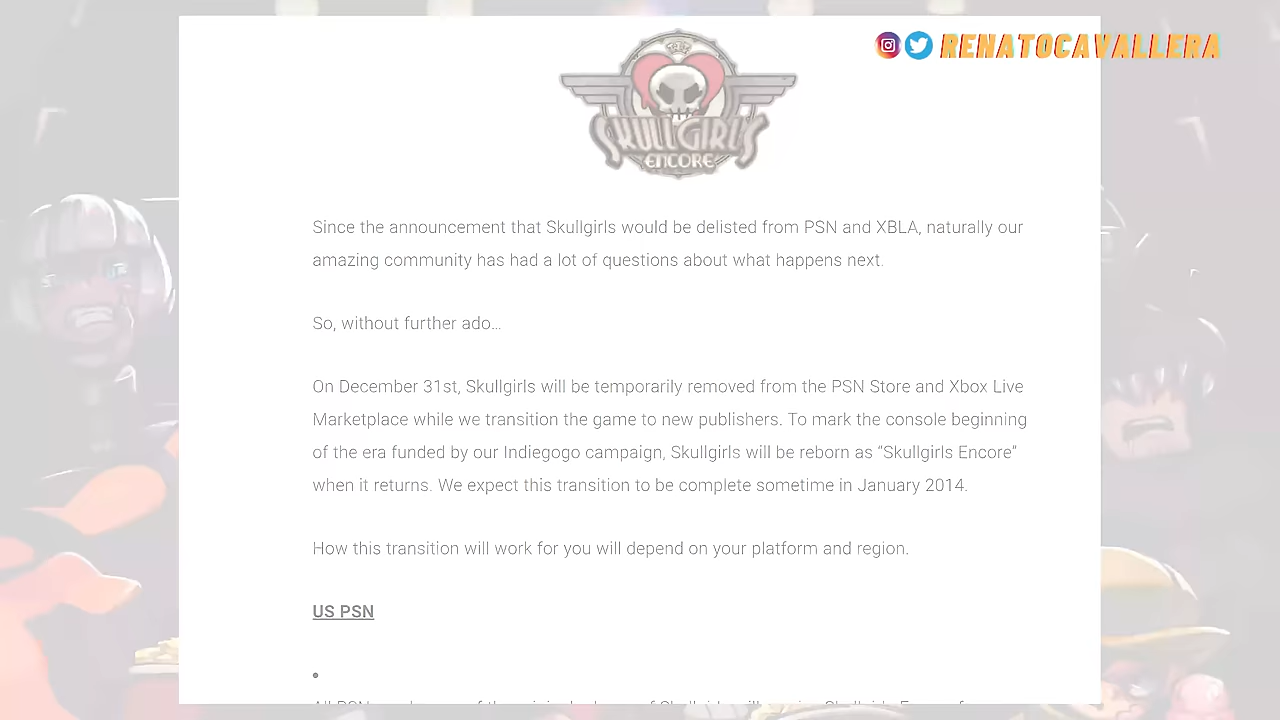 RENATOCAVALLERA
SKULLGIRLS
ENCORE
Since the announcement that Skullgirls would be delisted from PSN and XBLA, naturally our
amazing community has had a lot of questions about what happens next.
So, without further ado...
On December 31st, Skullgirls will be temporarily removed from the PSN Store and Xbox Live
Marketplace while we transition the game to new publishers. To mark the console beginning
of the era funded by our Indiegogo campaign, Skullgirls will be reborn as “Skullgirls Encore”
when it returns. We expect this transition to be complete sometime in January 2014.
How this transition will work for you will depend on your platform and region.
US PSN